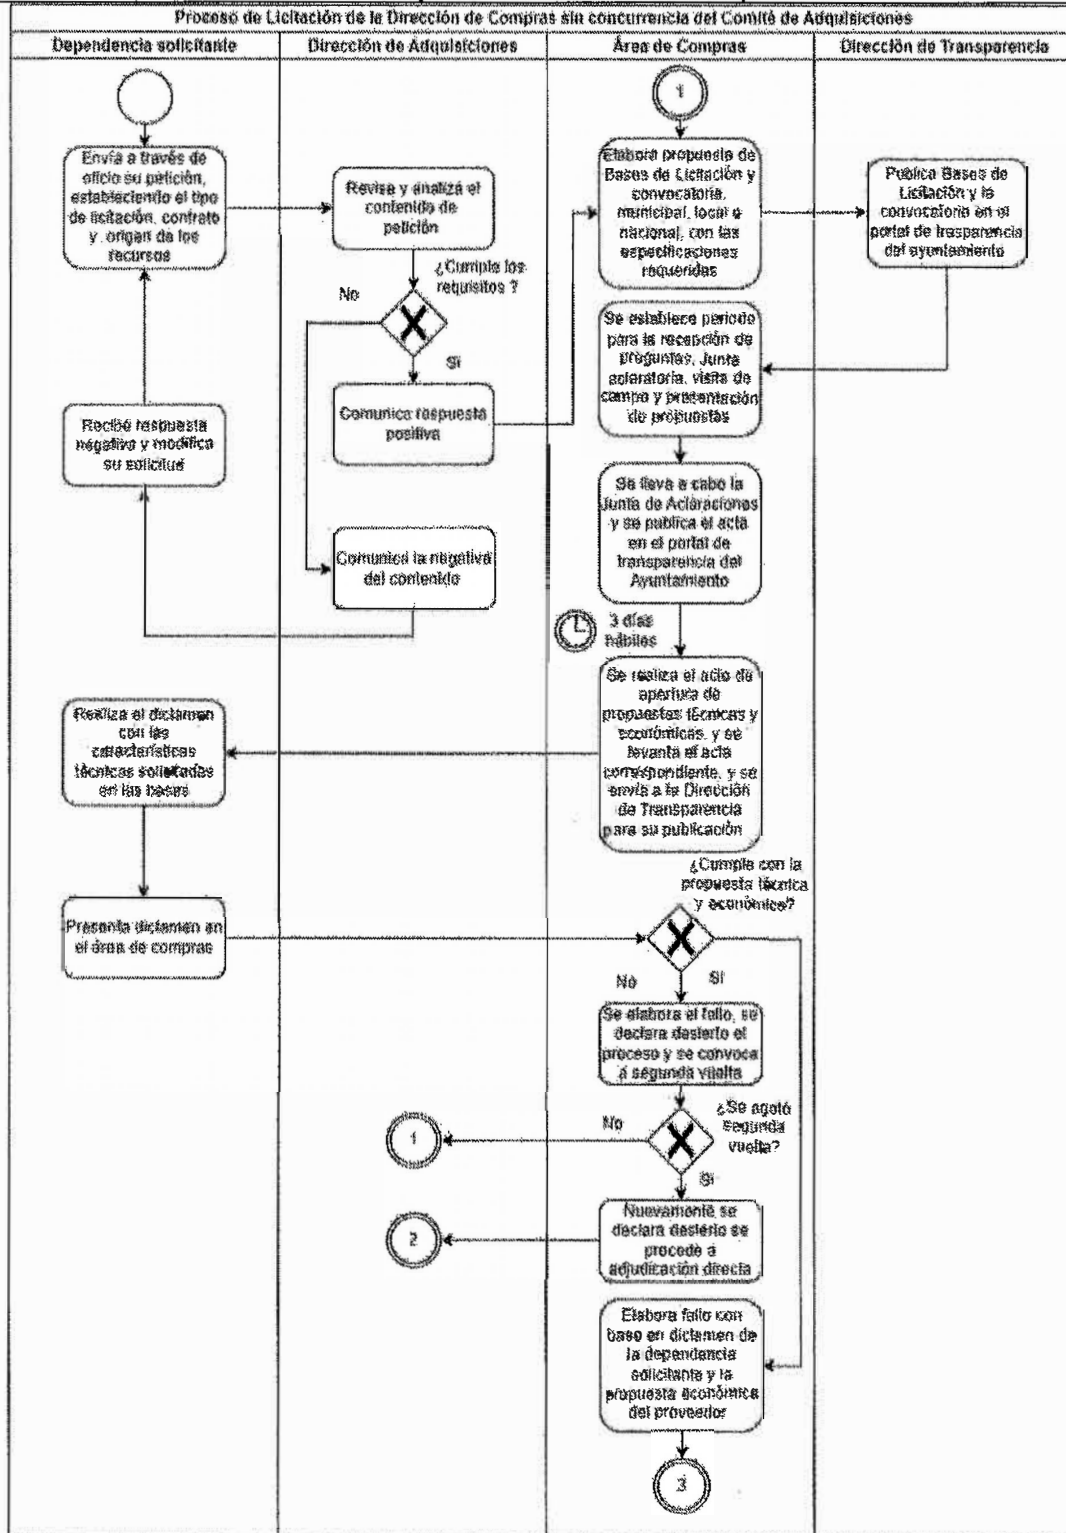 Proceso de Licitación de la Dirección de Compras sin concurrencia del Comité de Adquisiciones
Dependencia solicitante
Dirección de Adquisiciones
Área de Compras
Dirección de Transparencia
1
Envía a través de
oficio su petición,
estableciendo el tipo
de licitación, contrato
y origen de los
recursos
Revisa y analiza el
contenido de
petición
Elabora propuesta de
Bases de Licitación y
convocatoria,
municipal, local o
nacional, con las
especificaciones
requeridas
Publica Bases de
Licitación y la
convocatoria en el
portal de trasparencia
del ayuntamiento
¿Cumple los
requisitos ?
No
Si
Se establece periodo
para la recepción de
preguntas, Junta
aclaratoria, visita de
campo y presentación
de propuestas
Comunica respuesta
positiva
Recibe respuesta
negativa y modifica
su solicitud
Se lleva a cabo la
Junta de Aclaraciones
y se publica el acta
en el portal de
transparencia del
Ayuntamiento
Comunica la negativa
del contenido
3 días
hábiles
Se realiza el acto de
apertura de
propuestas técnicas y
económicas, y se
levanta el acta
correspondiente, y se
envía a la Dirección
de Transparencia
para su publicación
Realiza el dictamen
con las
características
técnicas solicitadas
en las bases
¿Cumple con la
propuesta técnica
y económica?
Presenta dictamen en
el área de compras
No
Si
Se elabora el fallo, se
declara desierto el
proceso y se convoca
a segunda vuelta
¿Se agotó
segunda
vuelta?
No
1
Si
Nuevamente se
declara desierto se
procede a
adjudicación directa
2
Elabora fallo con
base en dictamen de
la dependencia
solicitante y la
propuesta económica
del proveedor
3